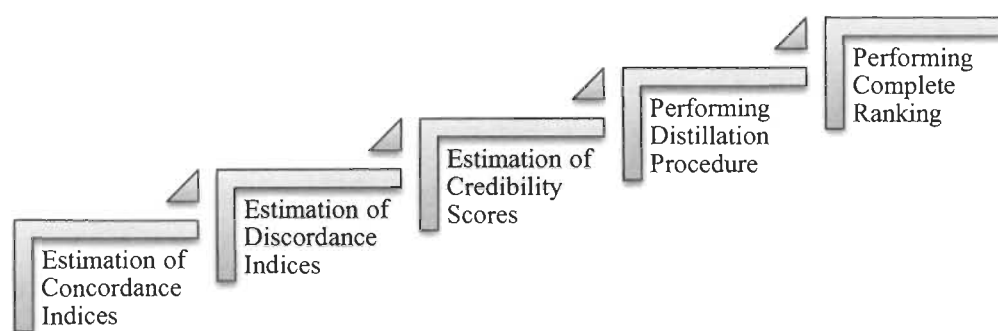 Estimation of
Concordance
Indices
Estimation of
Discordance
Indices
Estimation of
Credibility
Scores
Performing
Distillation
Procedure
Performing
Complete
Ranking